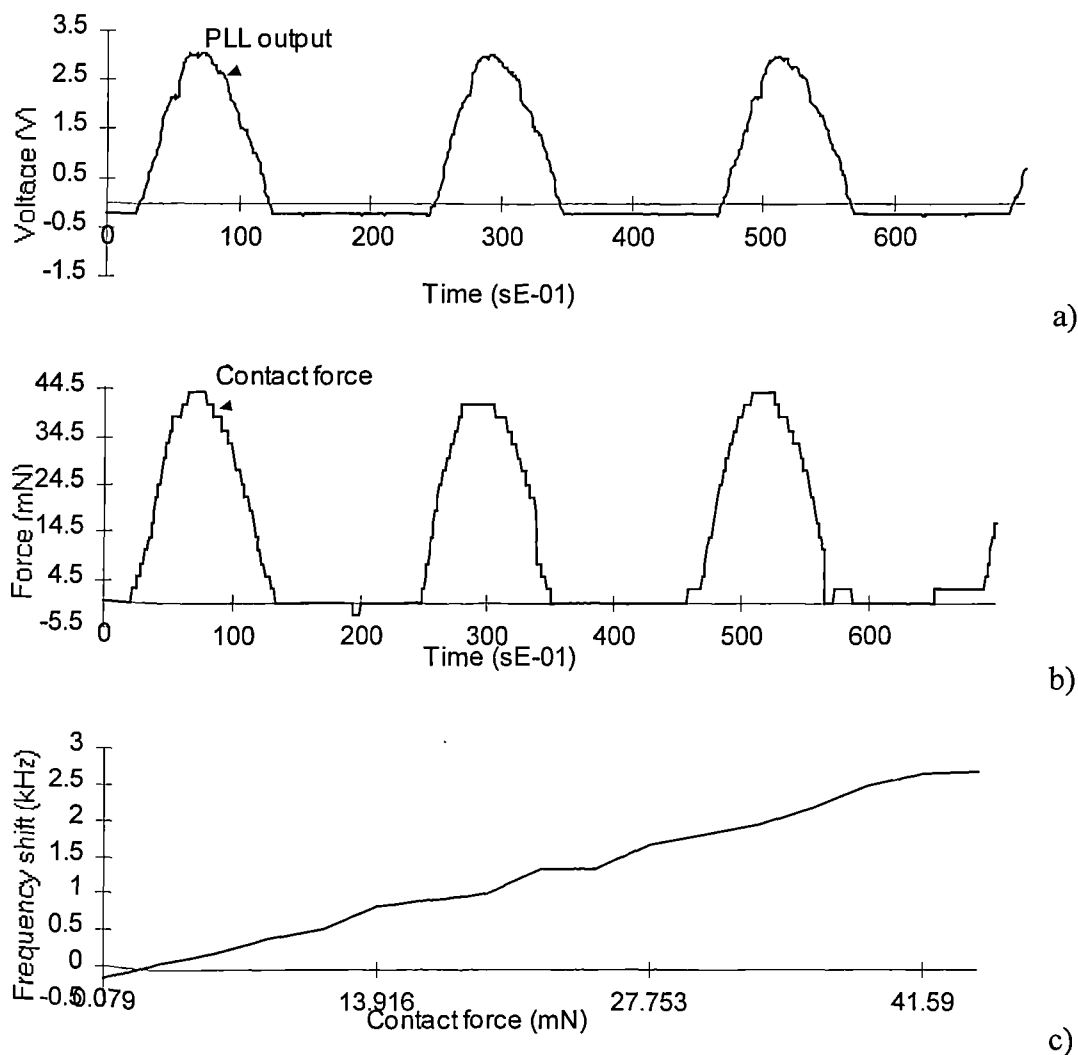 3.5
PLL output
2.5
1.5
0.5
-0.5
-1.5
Voltage (V)
0 100 200 300 400 500 600
Time (sE-01)
a)
Contact force
44.5
34.5
24.5
14.5
4.5
-5.5
Force (mN)
0 100 200 300 400 500 600
Time (sE-01)
b)
3
2.5
2
1.5
1
0.5
0
-0.5
Frequency shift (kHz)
0.079 13.916 27.753 41.59
Contact force (mN)
c)